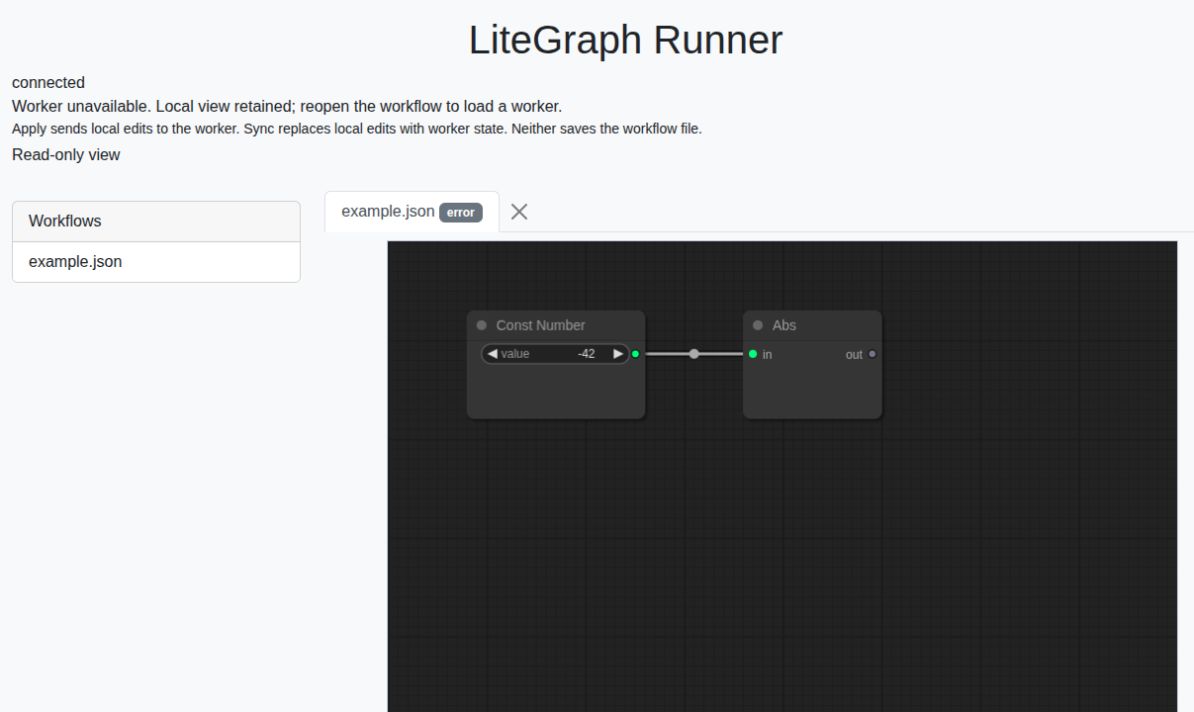 LiteGraph Runner
connected
Worker unavailable. Local view retained; reopen the workflow to load a worker.
Apply sends local edits to the worker. Sync replaces local edits with worker state. Neither saves the workflow file.
Read-only view
Workflows
example.json
example.json error
Const Number
value -42
Abs
in out